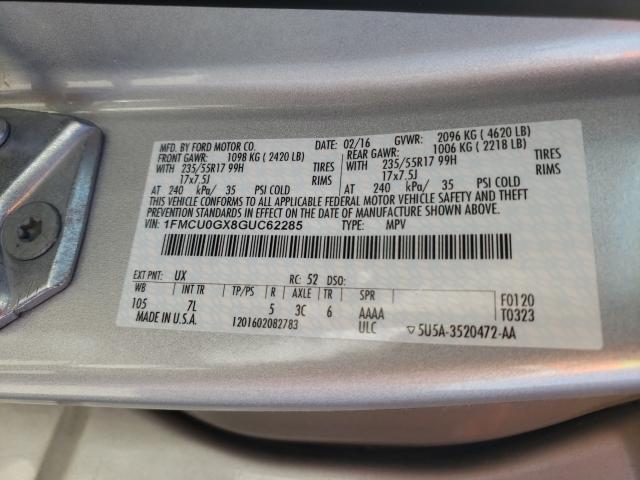 MFD. BY FORD MOTOR CO. DATE: 02/16 GVWR: 2096 KG ( 4620 LB)
FRONT GAWR: 1098 KG ( 2420 LB) REAR GAWR: 1006 KG ( 2218 LB)
WITH 235/55R17 99H TIRES WITH 235/55R17 99H TIRES
17x7.5J RIMS 17x7.5J RIMS
AT 240 kPa/ 35 PSI COLD AT 240 kPa/ 35 PSI COLD
THIS VEHICLE CONFORMS TO ALL APPLICABLE FEDERAL MOTOR VEHICLE SAFETY AND THEFT
PREVENTION STANDARDS IN EFFECT ON THE DATE OF MANUFACTURE SHOWN ABOVE.
VIN: 1FMCU0GX8GUC62285 TYPE: MPV
EXT PNT: UX RC: 52 DSO:
WB INT TR TP/PS R AXLE TR SPR F0120
105 7L 5 3C 6 AAAA T0323
MADE IN U.S.A. 1201602082783 ULC ▽5U5A-3520472-AA